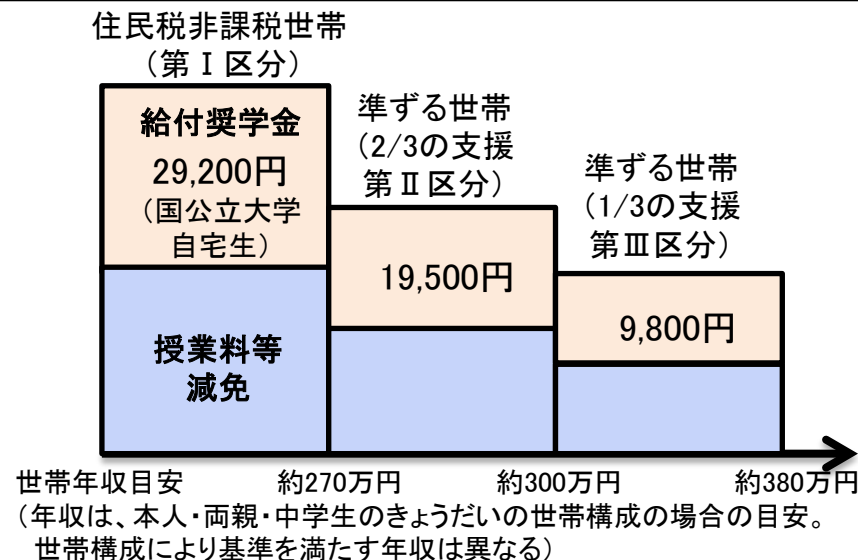 住民税非課税世帯
(第Ⅰ区分)
給付奨学金
29,200円
(国公立大学
自宅生)
授業料等
減免
準ずる世帯
(2/3の支援
第Ⅱ区分)
19,500円
準ずる世帯
(1/3の支援
第Ⅲ区分)
9,800円
世帯年収目安 約270万円 約300万円 約380万円
(年収は、本人・両親・中学生のきょうだいの世帯構成の場合の目安。
世帯構成により基準を満たす年収は異なる)